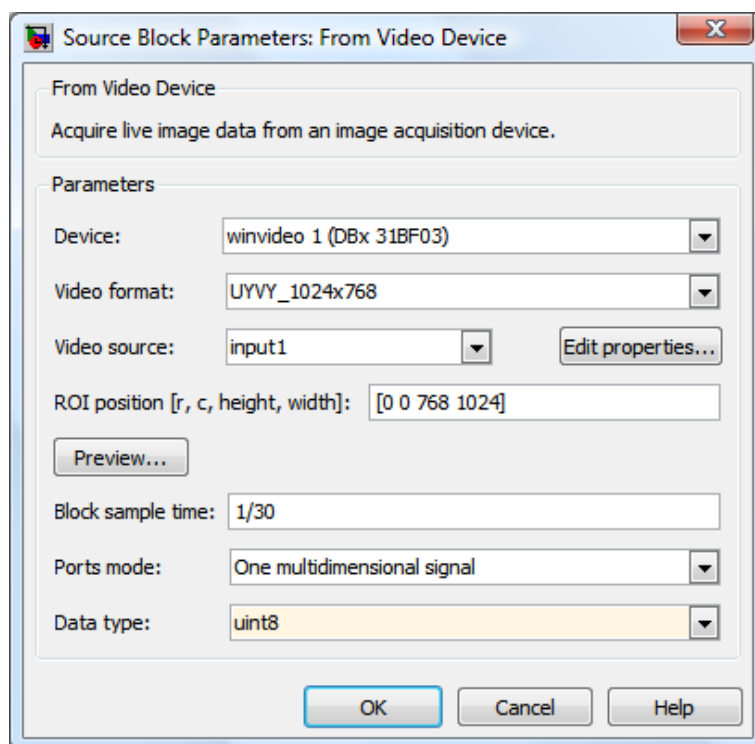 Source Block Parameters: From Video Device
From Video Device
Acquire live image data from an image acquisition device.
Parameters
Device: winvideo 1 (DBx 31BF03)
Video format: UYVY_1024x768
Video source: input1 Edit properties...
ROI position [r, c, height, width]: [0 0 768 1024]
Preview...
Block sample time: 1/30
Ports mode: One multidimensional signal
Data type: uint8
OK Cancel Help